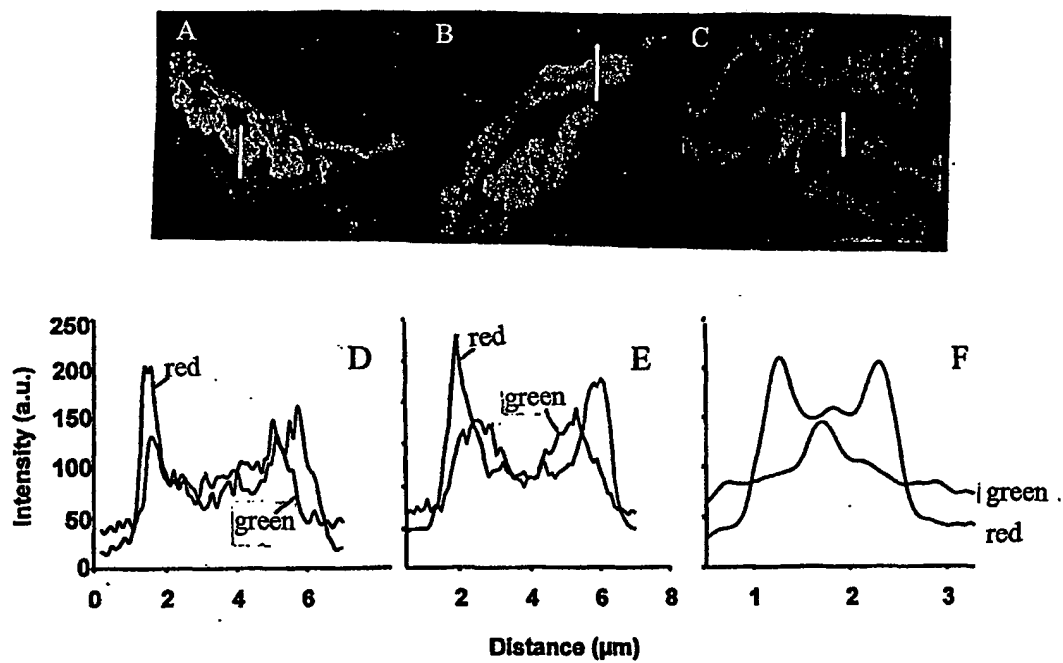 A B C
250
200
150
100
50
0
Intensity (a.u.)
red
green
D
0 2 4 6
red
green
E
2 4 6 8
F
green
red
1 2 3
Distance (µm)